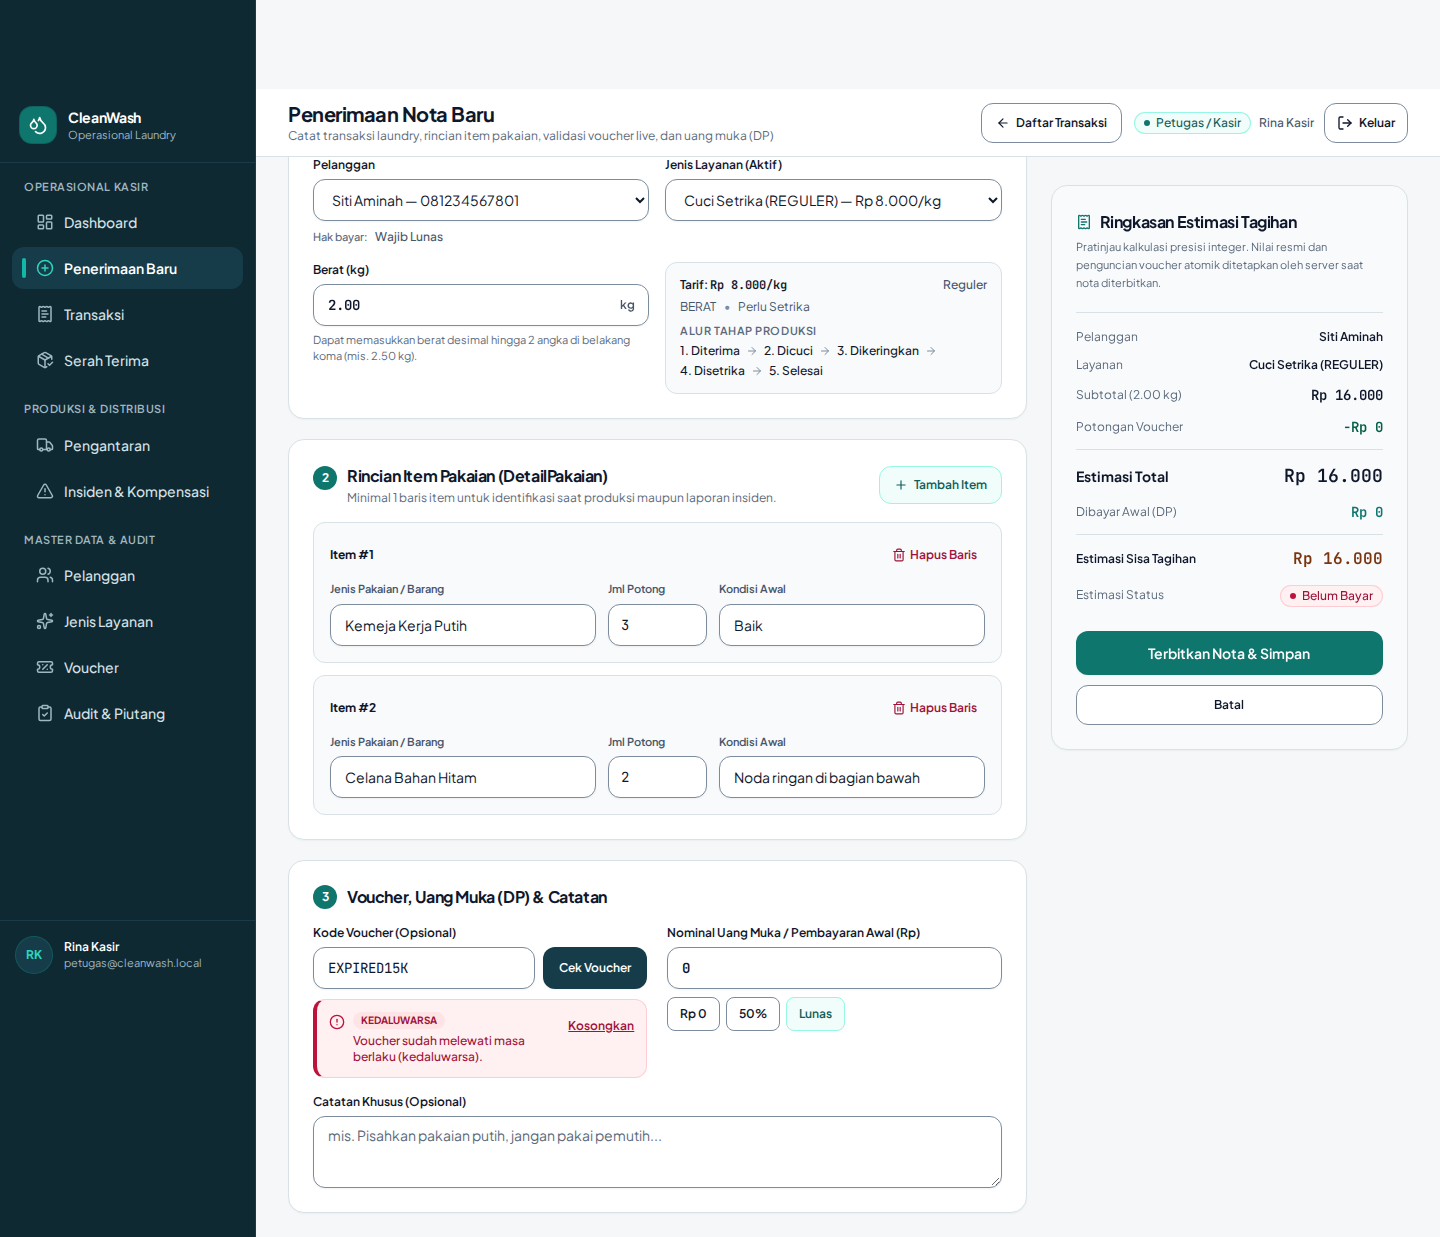 CleanWash
Operasional Laundry
OPERASIONAL KASIR
Dashboard
Penerimaan Baru
Transaksi
Serah Terima
PRODUKSI & DISTRIBUSI
Pengantaran
Insiden & Kompensasi
MASTER DATA & AUDIT
Pelanggan
Jenis Layanan
Voucher
Audit & Piutang
RK
Rina Kasir
petugas@cleanwash.local
Penerimaan Nota Baru
Catat transaksi laundry, rincian item pakaian, validasi voucher live, dan uang muka (DP)
Daftar Transaksi
Petugas / Kasir
Rina Kasir
Keluar
Pelanggan
Siti Aminah — 081234567801
Hak bayar: Wajib Lunas
Jenis Layanan (Aktif)
Cuci Setrika (REGULER) — Rp 8.000/kg
Berat (kg)
2.00 kg
Dapat memasukkan berat desimal hingga 2 angka di belakang
koma (mis. 2.50 kg).
Tarif: Rp 8.000/kg Reguler
BERAT • Perlu Setrika
ALUR TAHAP PRODUKSI
1. Diterima → 2. Dicuci → 3. Dikeringkan →
4. Disetrika → 5. Selesai
2 Rincian Item Pakaian (DetailPakaian)
Minimal 1 baris item untuk identifikasi saat produksi maupun laporan insiden.
Tambah Item
Item #1
Hapus Baris
Jenis Pakaian / Barang Jml Potong Kondisi Awal
Kemeja Kerja Putih 3 Baik
Item #2
Hapus Baris
Jenis Pakaian / Barang Jml Potong Kondisi Awal
Celana Bahan Hitam 2 Noda ringan di bagian bawah
3 Voucher, Uang Muka (DP) & Catatan
Kode Voucher (Opsional)
EXPIRED15K
Cek Voucher
KEDALUWARSA
Voucher sudah melewati masa
berlaku (kedaluwarsa).
Kosongkan
Nominal Uang Muka / Pembayaran Awal (Rp)
0
Rp 0 50% Lunas
Catatan Khusus (Opsional)
mis. Pisahkan pakaian putih, jangan pakai pemutih...
Ringkasan Estimasi Tagihan
Pratinjau kalkulasi presisi integer. Nilai resmi dan
penguncian voucher atomik ditetapkan oleh server saat
nota diterbitkan.
Pelanggan Siti Aminah
Layanan Cuci Setrika (REGULER)
Subtotal (2.00 kg) Rp 16.000
Potongan Voucher -Rp 0
Estimasi Total Rp 16.000
Dibayar Awal (DP) Rp 0
Estimasi Sisa Tagihan Rp 16.000
Estimasi Status Belum Bayar
Terbitkan Nota & Simpan
Batal